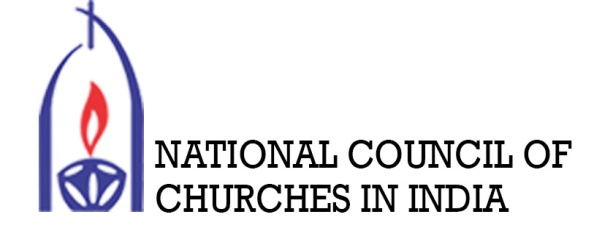 NATIONAL COUNCIL OF
CHURCHES IN INDIA